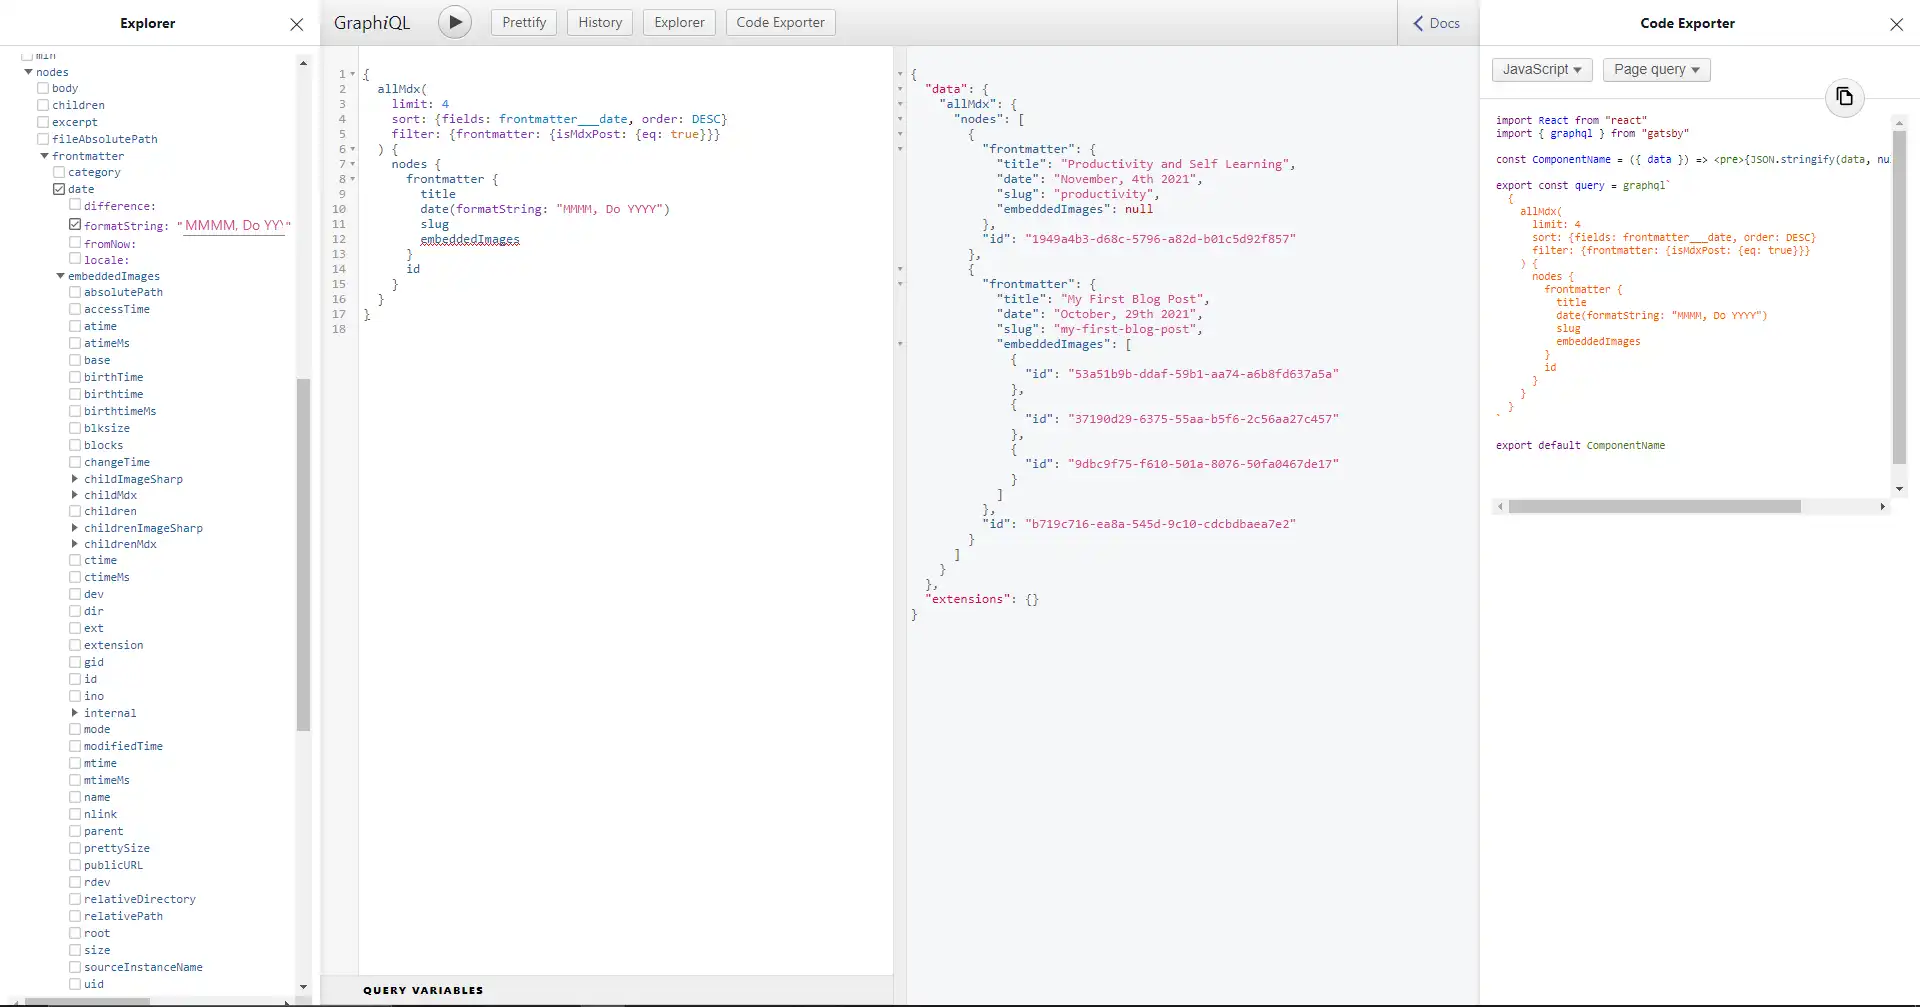 Explorer
min
nodes
body
children
excerpt
fileAbsolutePath
frontmatter
category
date
difference:
formatString: "MMMM, Do YY"
fromNow:
locale:
embeddedImages
absolutePath
accessTime
atime
atimeMs
base
birthTime
birthtime
birthtimeMs
blksize
blocks
changeTime
childImageSharp
childMdx
children
childrenImageSharp
childrenMdx
ctime
ctimeMs
dev
dir
ext
extension
gid
id
ino
internal
mode
modifiedTime
mtime
mtimeMs
name
nlink
parent
prettySize
publicURL
rdev
relativeDirectory
relativePath
root
size
sourceInstanceName
uid
GraphiQL
Prettify
History
Explorer
Code Exporter
Docs
1 {
2 allMdx(
3 limit: 4
4 sort: {fields: frontmatter___date, order: DESC}
5 filter: {frontmatter: {isMdxPost: {eq: true}}}
6 ) {
7 nodes {
8 frontmatter {
9 title
10 date(formatString: "MMMM, Do YYYY")
11 slug
12 embeddedImages
13 }
14 id
15 }
16 }
17 }
18
QUERY VARIABLES
{
"data": {
"allMdx": {
"nodes": [
{
"frontmatter": {
"title": "Productivity and Self Learning",
"date": "November, 4th 2021",
"slug": "productivity",
"embeddedImages": null
},
"id": "1949a4b3-d68c-5796-a82d-b01c5d92f857"
},
{
"frontmatter": {
"title": "My First Blog Post",
"date": "October, 29th 2021",
"slug": "my-first-blog-post",
"embeddedImages": [
{
"id": "53a51b9b-ddaf-59b1-aa74-a6b8fd637a5a"
},
{
"id": "37190d29-6375-55aa-b5f6-2c56aa27c457"
},
{
"id": "9dbc9f75-f610-501a-8076-50fa0467de17"
}
]
},
"id": "b719c716-ea8a-545d-9c10-cdcbdbaea7e2"
}
]
}
},
"extensions": {}
}
Code Exporter
JavaScript
Page query
import React from "react"
import { graphql } from "gatsby"
const ComponentName = ({ data }) => <pre>{JSON.stringify(data, nu
export const query = graphql`
{
allMdx(
limit: 4
sort: {fields: frontmatter___date, order: DESC}
filter: {frontmatter: {isMdxPost: {eq: true}}}
) {
nodes {
frontmatter {
title
date(formatString: "MMMM, Do YYYY")
slug
embeddedImages
}
id
}
}
}
`
export default ComponentName